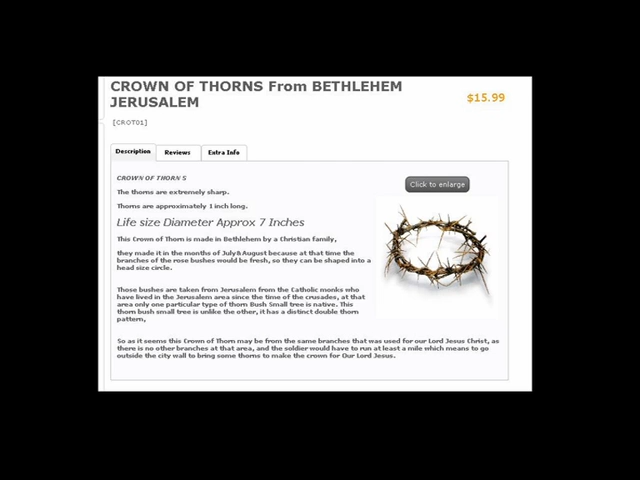 CROWN OF THORNS From BETHLEHEM
JERUSALEM
$15.99
[CROT01]
Description
Reviews
Extra Info
CROWN OF THORN S
Click to enlarge
The thorns are extremely sharp.
Thorns are approximately 1 inch long.
Life size Diameter Approx 7 Inches
This Crown of Thorn is made in Bethlehem by a Christian family,
they made it in the months of July&August because at that time the
branches of the rose bushes would be fresh, so they can be shaped into a
head size circle.
Those bushes are taken from Jerusalem from the Catholic monks who
have lived in the Jerusalem area since the time of the crusades, at that
area only one particular type of thorn Bush Small tree is native. This
thorn bush small tree is unlike the other, it has a distinct double thorn
pattern,
So as it seems this Crown of Thorn may be from the same branches that was used for our Lord Jesus Christ, as
there is no other branches at that area, and the soldier would have to run at least a mile which means to go
outside the city wall to bring some thorns to make the crown for Our Lord Jesus.